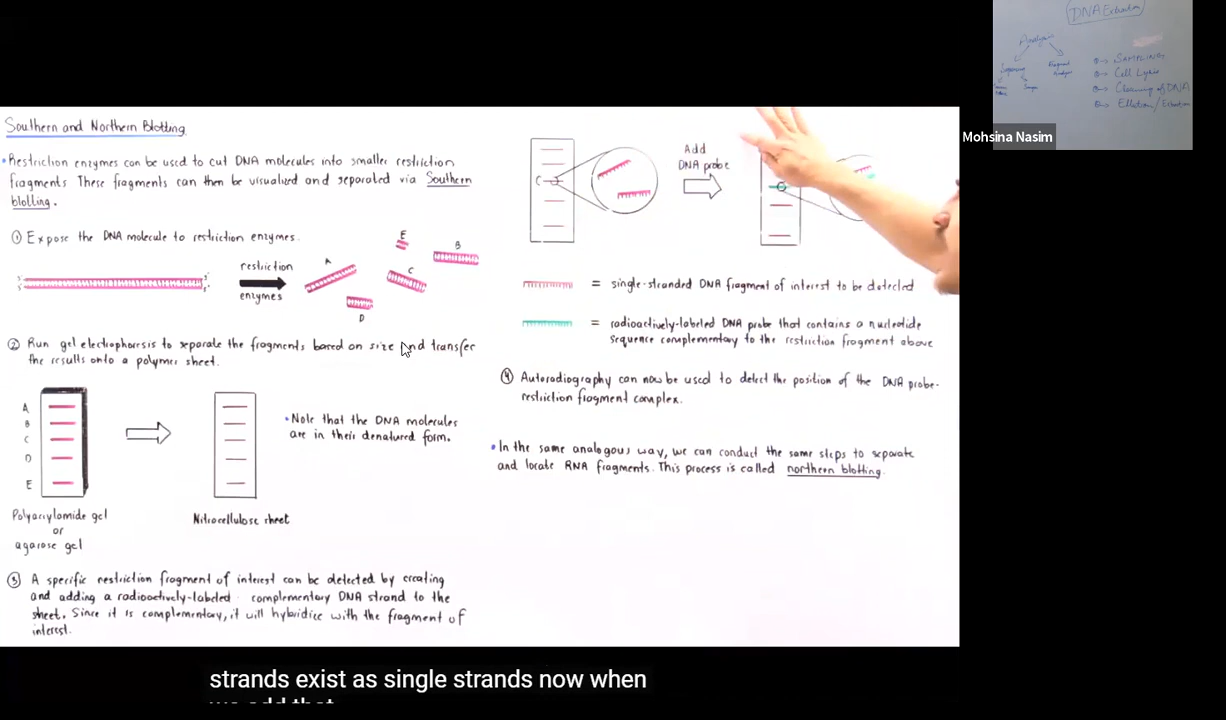 Southern and Northern Blotting
• Restriction enzymes can be used to cut DNA molecules into smaller restriction
fragments These fragments can then be visualized and separated via Southern
blotting.
① Expose the DNA molecule to restriction enzymes.
restriction
enzymes
A
E
B
C
D
② Run gel electrophoresis to separate the fragments based on size and transfer
the results onto a polymer sheet.
A
B
C
D
E
• Note that the DNA molecules
are in their denatured form.
Polyacrylamide gel
or
agarose gel
Nitrocellulose sheet
③ A specific restriction fragment of interest can be detected by creating
and adding a radioactively-labeled complementary DNA strand to the
sheet. Since it is complementary, it will hybridize with the fragment of
interest.
C
Add
DNA probe
= single-stranded DNA fragment of interest to be detected
= radioactively-labeled DNA probe that contains a nucleotide
sequence complementary to the restriction fragment above
④ Autoradiography can now be used to detect the position of the DNA probe-
restriction fragment complex.
• In the same analogous way, we can conduct the same steps to separate
and locate RNA fragments. This process is called northern blotting.
strands exist as single strands now when
we add that
DNA Extraction
Analysis
SAMPLING
Cell Lysis
Cleaning of DNA
Mohsina Nasim